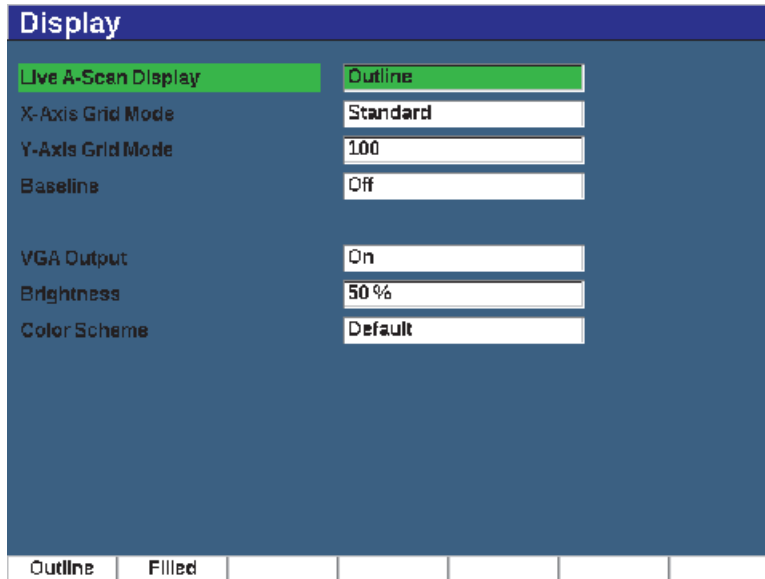 Display
Live A-Scan Display Outline
X-Axis Grid Mode Standard
Y-Axis Grid Mode 100
Baseline Off
VGA Output On
Brightness 50 %
Color Scheme Default
Outline Filled